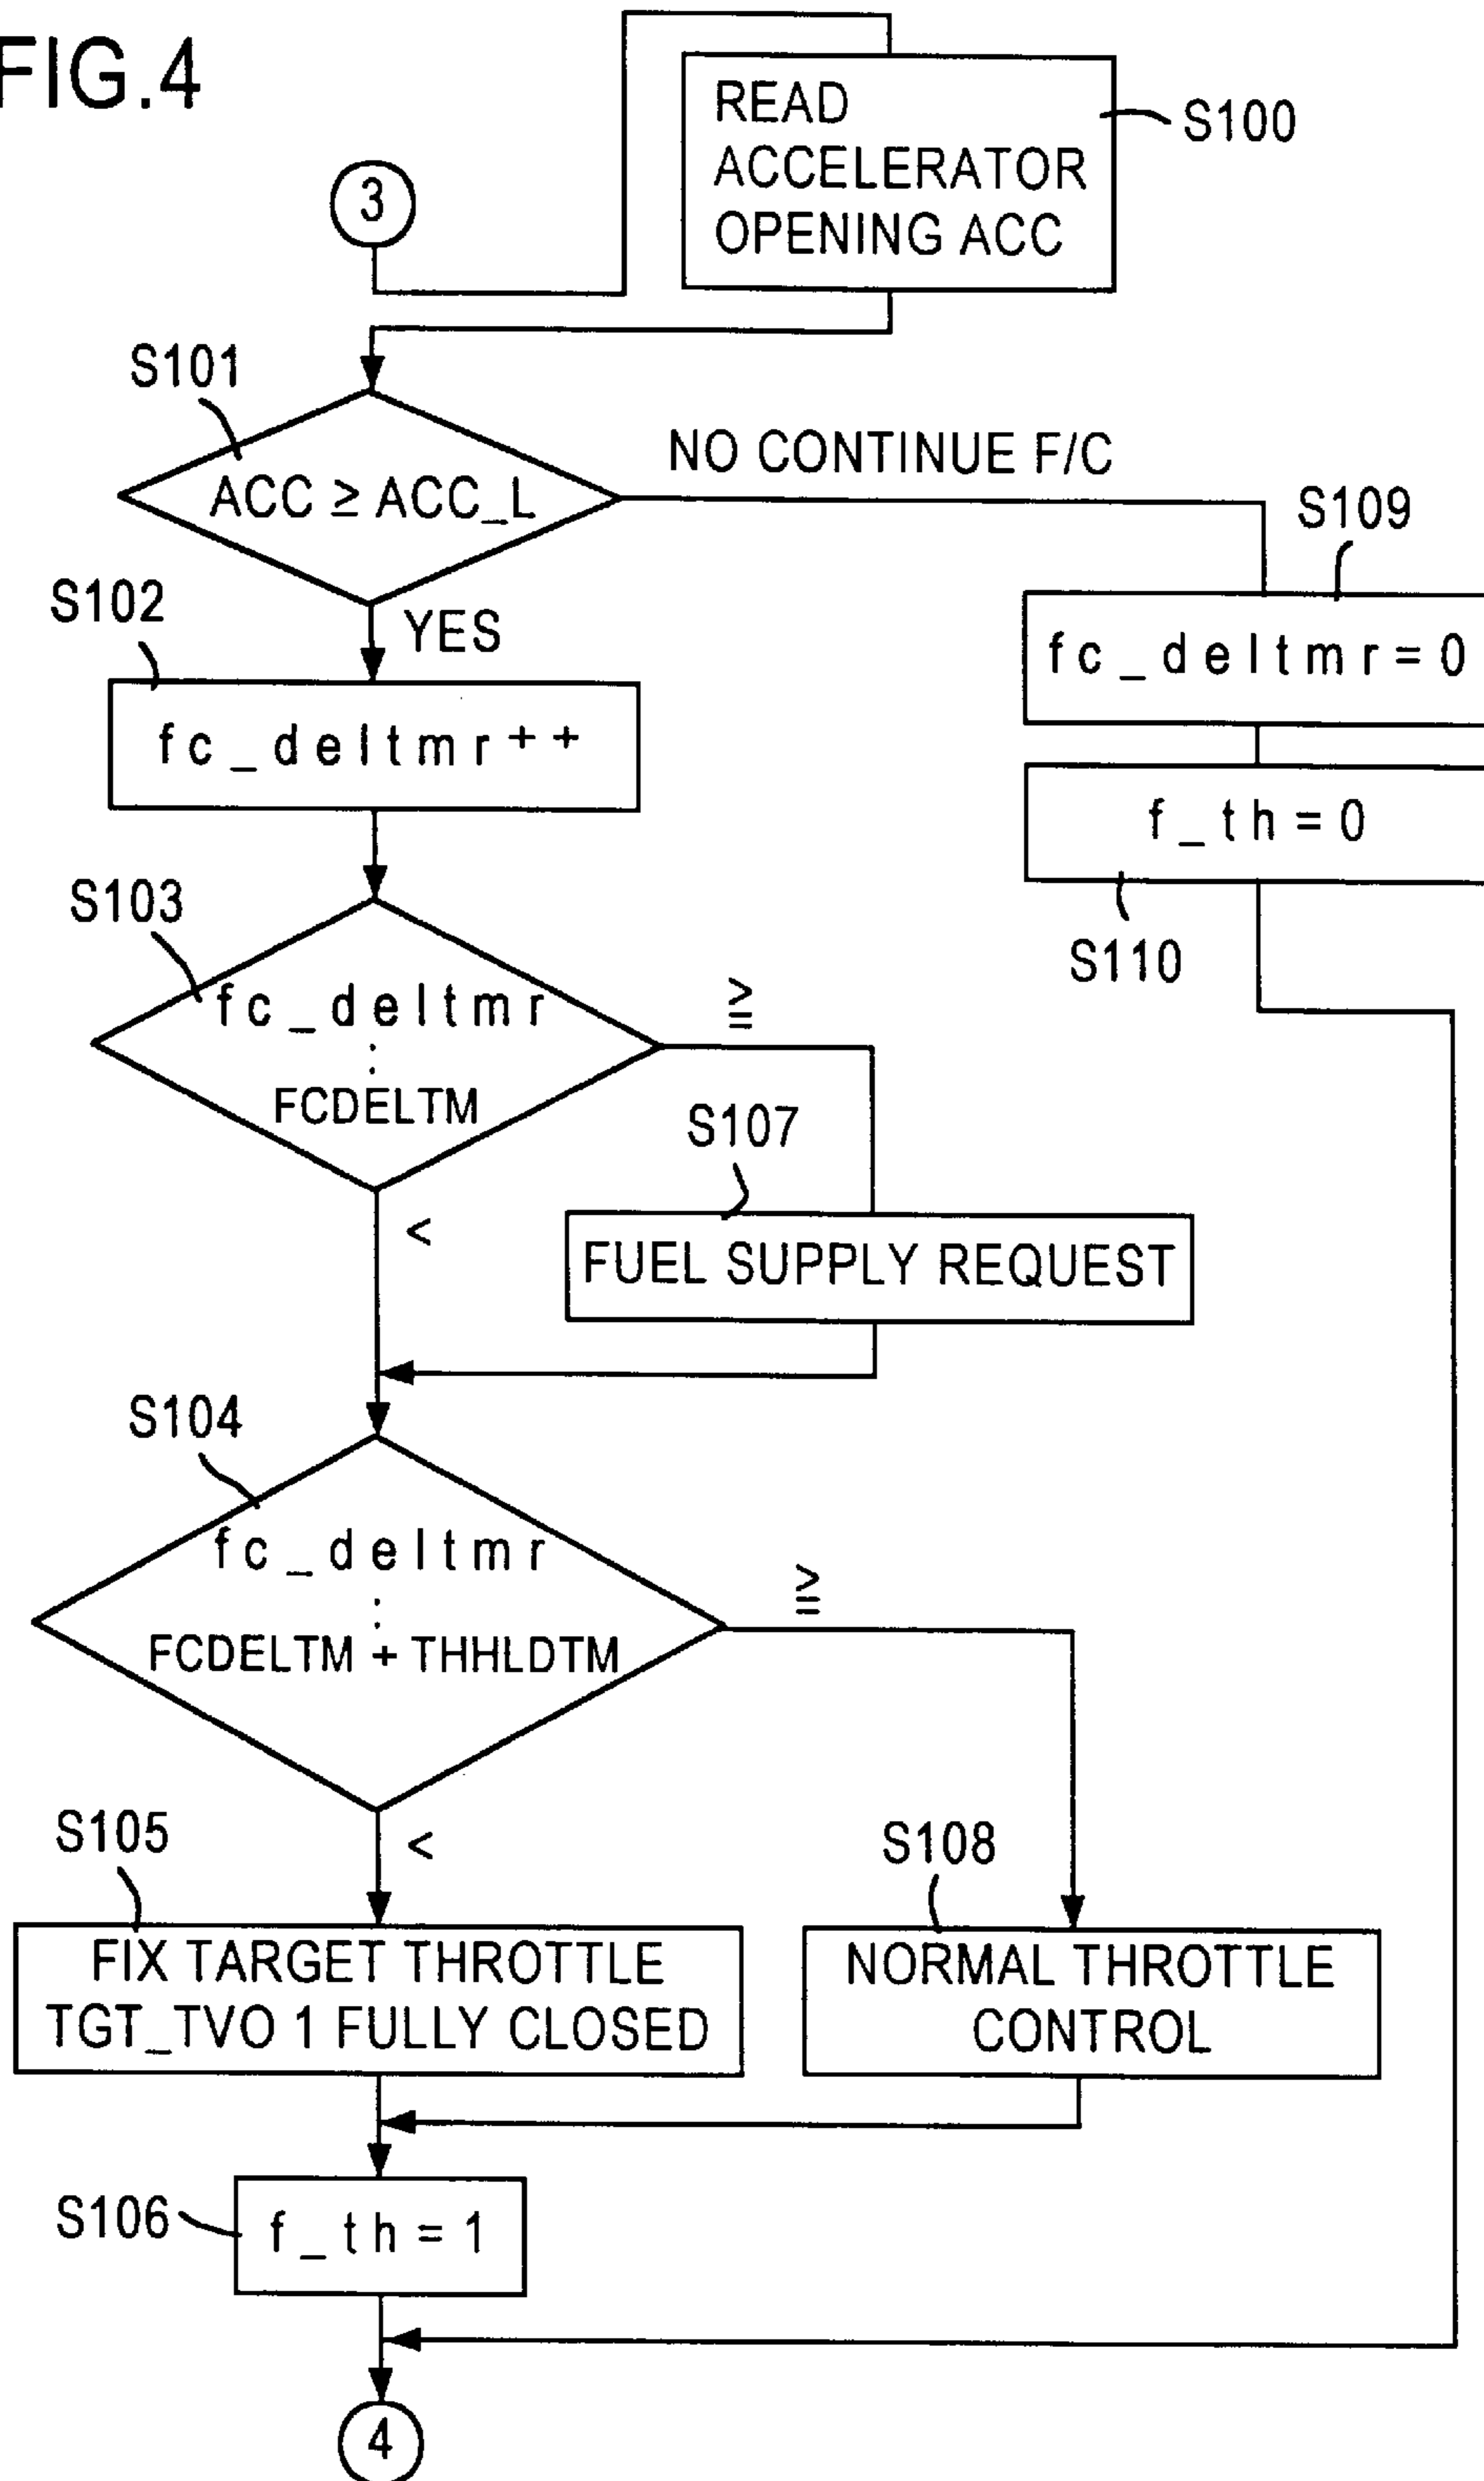 FIG.4
READ
ACCELERATOR
OPENING ACC
S100
3
S101
ACC ≥ ACC_L
NO CONTINUE F/C
S109
fc_deltmr=0
S102
YES
fc_deltmr++
f_th=0
S110
S103
fc_deltmr
:
FCDELTM
≧
S107
<
FUEL SUPPLY REQUEST
S104
fc_deltmr
:
FCDELTM + THHLDTM
≧
S105
<
S108
FIX TARGET THROTTLE
TGT_TVO 1 FULLY CLOSED
NORMAL THROTTLE
CONTROL
S106
f_th=1
4